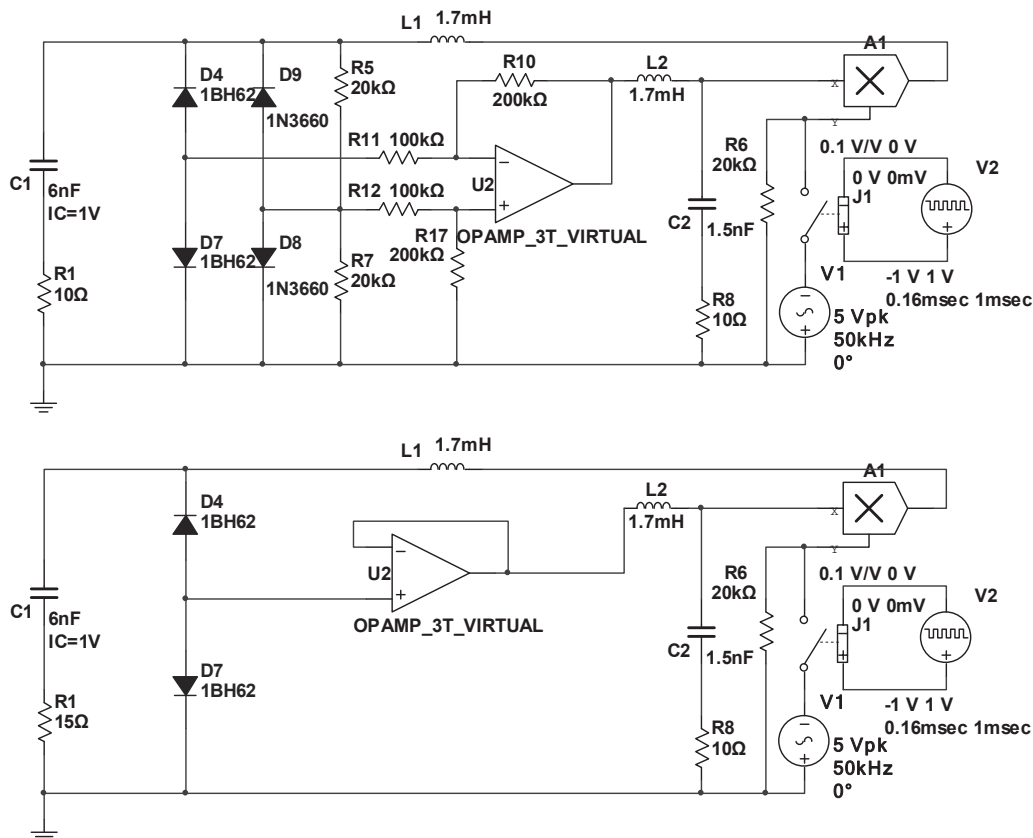 L1 1.7mH
A1
D4
1BH62
D9
1N3660
R5
20kΩ
R10
200kΩ
L2
1.7mH
X
Y
R11 100kΩ
R12 100kΩ
U2
OPAMP_3T_VIRTUAL
R17
200kΩ
C1
6nF
IC=1V
R1
10Ω
D7
1BH62
D8
1N3660
R7
20kΩ
C2
1.5nF
R8
10Ω
R6
20kΩ
0.1 V/V 0 V
0 V 0mV
J1
V2
-1 V 1 V
0.16msec 1msec
V1
5 Vpk
50kHz
0°
L1 1.7mH
A1
D4
1BH62
L2
1.7mH
X
Y
U2
OPAMP_3T_VIRTUAL
C1
6nF
IC=1V
R1
15Ω
D7
1BH62
C2
1.5nF
R8
10Ω
R6
20kΩ
0.1 V/V 0 V
0 V 0mV
J1
V2
-1 V 1 V
0.16msec 1msec
V1
5 Vpk
50kHz
0°